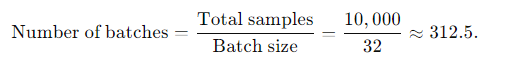 Number of batches = Total samples / Batch size = 10,000 / 32 ≈ 312.5.